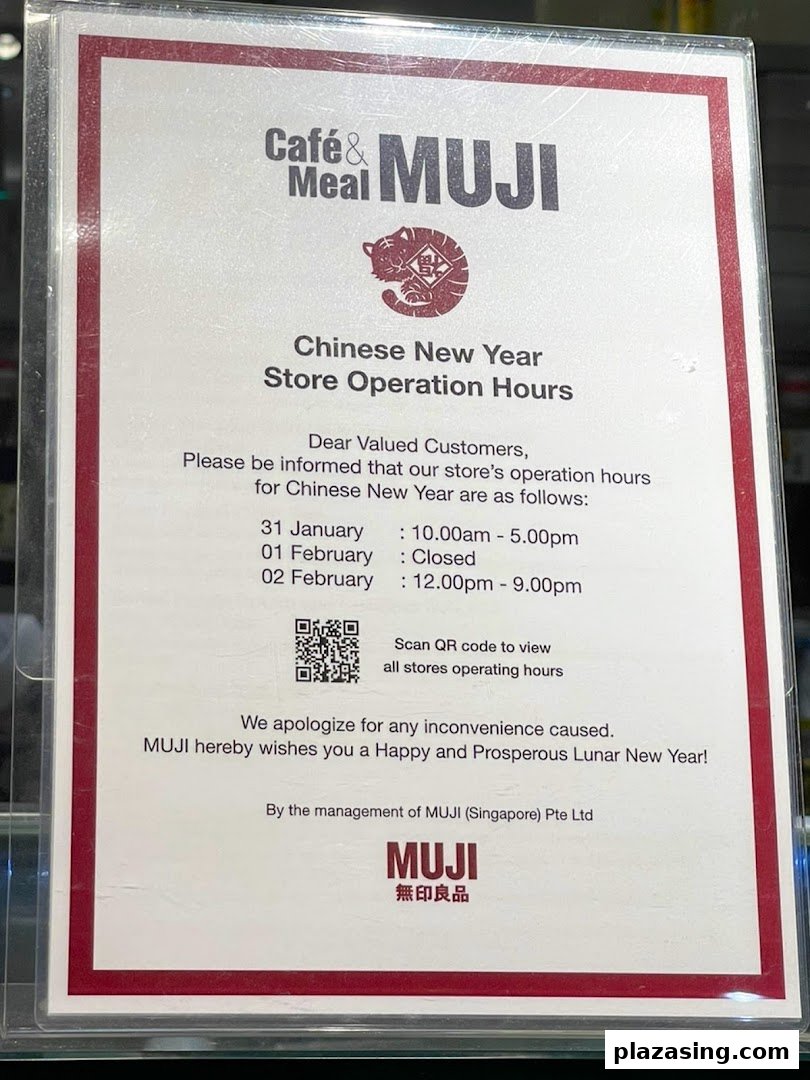 Café &
Meal MUJI
福
Chinese New Year
Store Operation Hours
Dear Valued Customers,
Please be informed that our store's operation hours
for Chinese New Year are as follows:
31 January : 10.00am - 5.00pm
01 February : Closed
02 February : 12.00pm - 9.00pm
Scan QR code to view
all stores operating hours
We apologize for any inconvenience caused.
MUJI hereby wishes you a Happy and Prosperous Lunar New Year!
By the management of MUJI (Singapore) Pte Ltd
MUJI
無印良品
plazasing.com